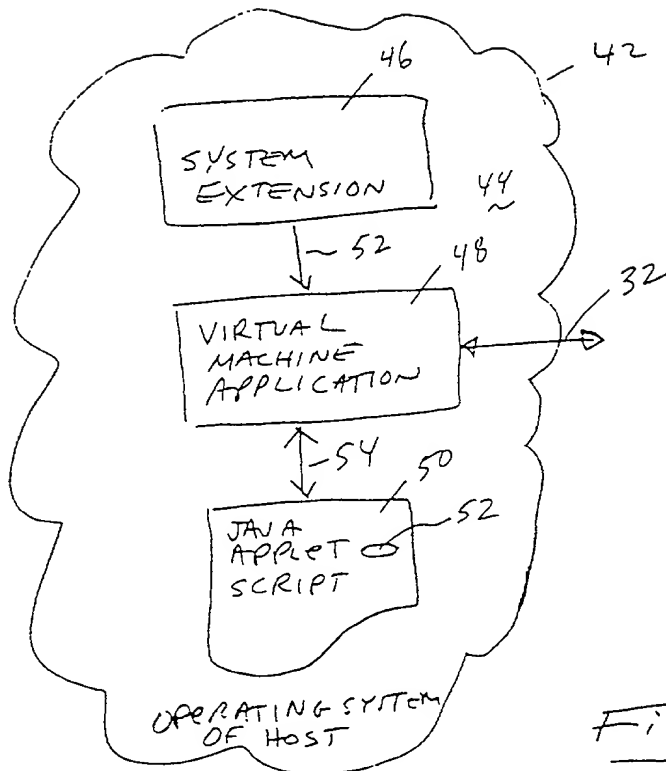 46
42
SYSTEM
EXTENSION
44
52
48
32
VIRTUAL
MACHINE
APPLICATION
54
50
52
JAVA
APPLET
SCRIPT
OPERATING SYSTEM
OF HOST
Fi